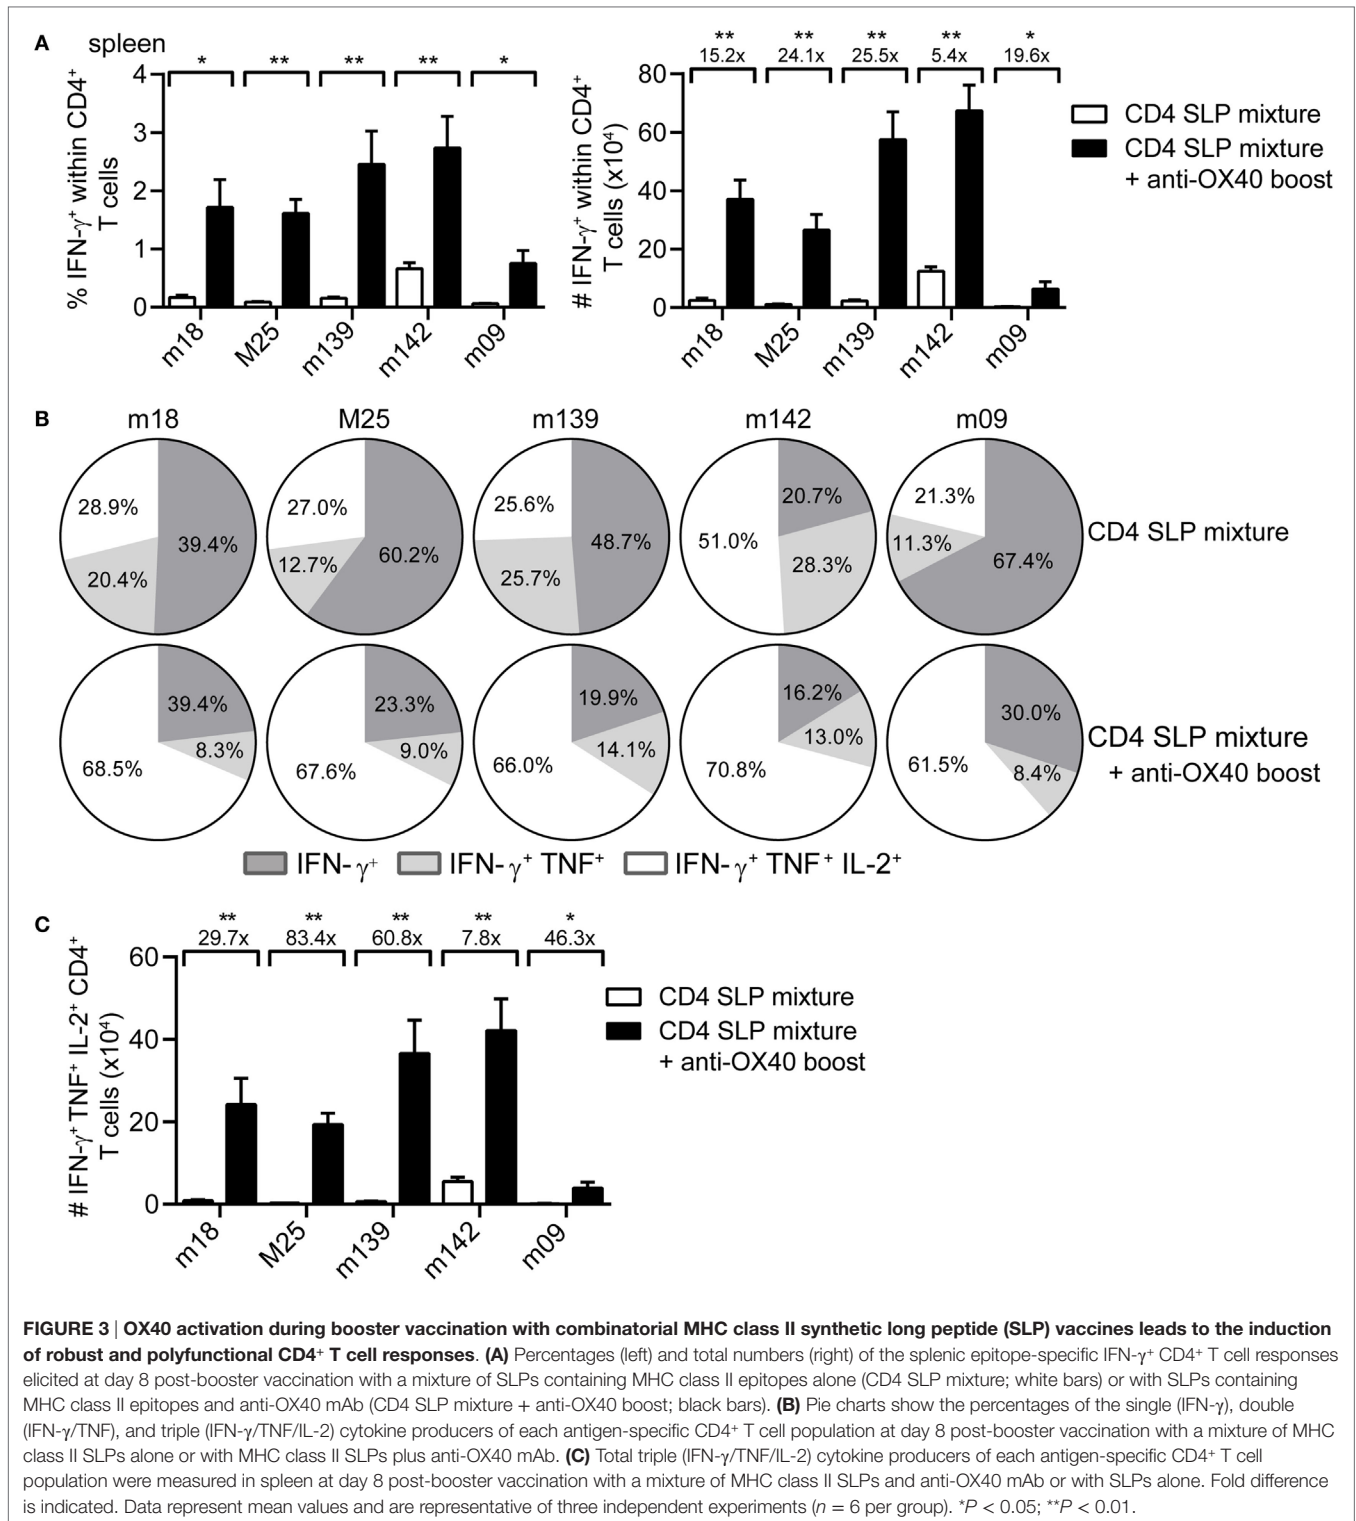 A
spleen
* ** ** ** *
4
3
2
1
0
% IFN-γ⁺ within CD4⁺
T cells
m18 M25 m139 m142 m09
** ** ** ** *
15.2x 24.1x 25.5x 5.4x 19.6x
80
60
40
20
0
# IFN-γ⁺ within CD4⁺
T cells (x10⁴)
m18 M25 m139 m142 m09
CD4 SLP mixture
CD4 SLP mixture
+ anti-OX40 boost
B
m18 M25 m139 m142 m09
28.9% 39.4% 20.4%
27.0% 60.2% 12.7%
25.6% 48.7% 25.7%
20.7% 51.0% 28.3%
21.3% 11.3% 67.4%
CD4 SLP mixture
39.4% 8.3% 68.5%
23.3% 9.0% 67.6%
19.9% 14.1% 66.0%
16.2% 13.0% 70.8%
30.0% 8.4% 61.5%
CD4 SLP mixture
+ anti-OX40 boost
IFN-γ⁺ IFN-γ⁺ TNF⁺ IFN-γ⁺ TNF⁺ IL-2⁺
C
** ** ** ** *
29.7x 83.4x 60.8x 7.8x 46.3x
60
40
20
0
# IFN-γ⁺ TNF⁺ IL-2⁺ CD4⁺
T cells (x10⁴)
m18 M25 m139 m142 m09
CD4 SLP mixture
CD4 SLP mixture
+ anti-OX40 boost
FIGURE 3 | OX40 activation during booster vaccination with combinatorial MHC class II synthetic long peptide (SLP) vaccines leads to the induction
of robust and polyfunctional CD4⁺ T cell responses. (A) Percentages (left) and total numbers (right) of the splenic epitope-specific IFN-γ⁺ CD4⁺ T cell responses
elicited at day 8 post-booster vaccination with a mixture of SLPs containing MHC class II epitopes alone (CD4 SLP mixture; white bars) or with SLPs containing
MHC class II epitopes and anti-OX40 mAb (CD4 SLP mixture + anti-OX40 boost; black bars). (B) Pie charts show the percentages of the single (IFN-γ), double
(IFN-γ/TNF), and triple (IFN-γ/TNF/IL-2) cytokine producers of each antigen-specific CD4⁺ T cell population at day 8 post-booster vaccination with a mixture of MHC
class II SLPs alone or with MHC class II SLPs plus anti-OX40 mAb. (C) Total triple (IFN-γ/TNF/IL-2) cytokine producers of each antigen-specific CD4⁺ T cell
population were measured in spleen at day 8 post-booster vaccination with a mixture of MHC class II SLPs and anti-OX40 mAb or with SLPs alone. Fold difference
is indicated. Data represent mean values and are representative of three independent experiments (n = 6 per group). *P < 0.05; **P < 0.01.